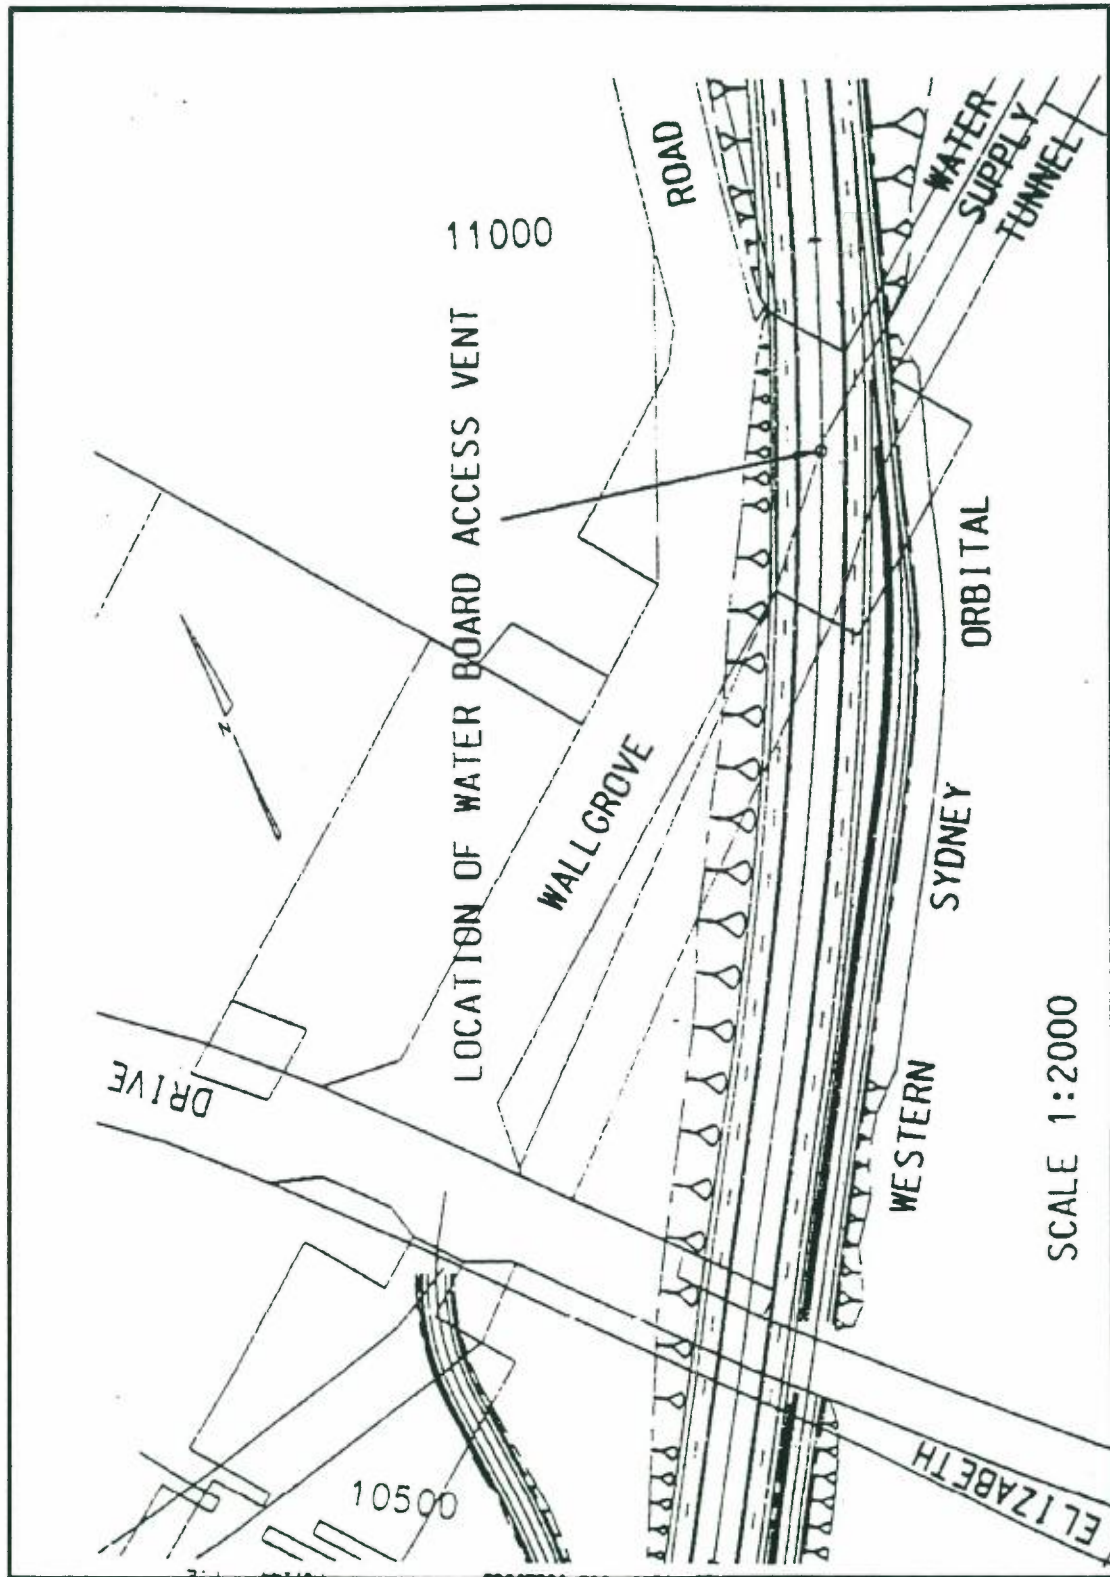 11000
LOCATION OF WATER BOARD ACCESS VENT
ROAD
WATER
SUPPLY
TUNNEL
WALLGROVE
N
DRIVE
WESTERN
SYDNEY
ORBITAL
10500
ELIZABETH
SCALE 1:2000